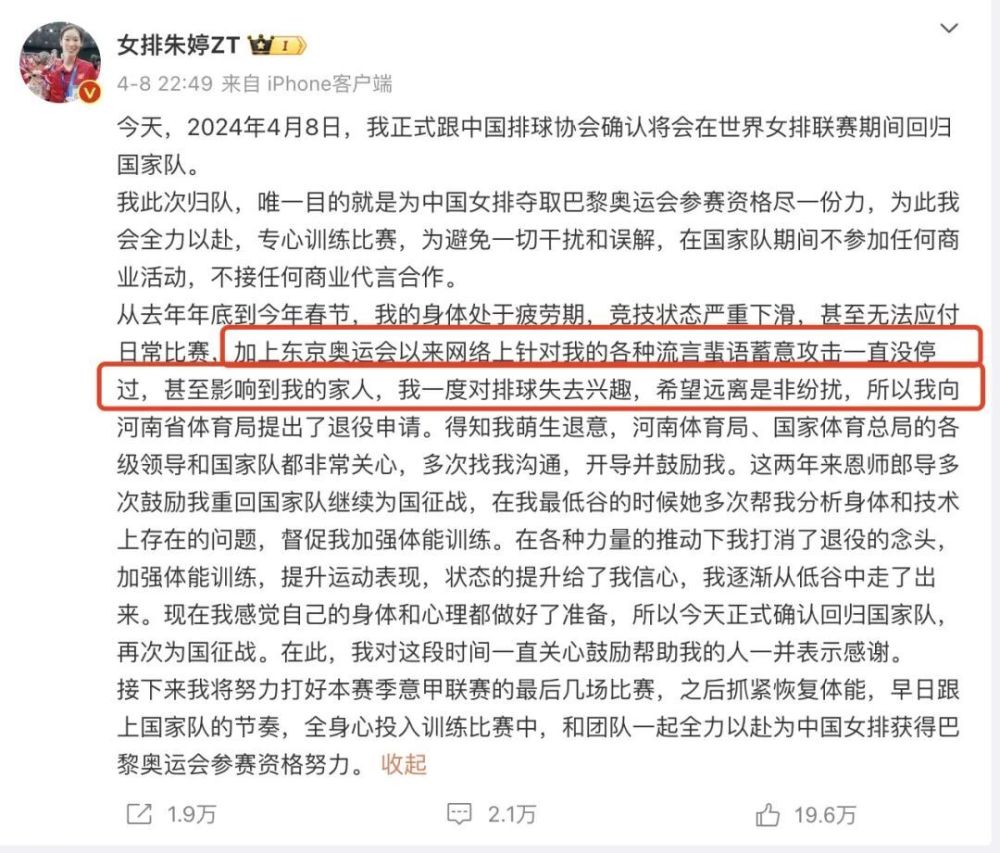 女排朱婷ZT
4-8 22:49 来自 iPhone客户端
今天，2024年4月8日，我正式跟中国排球协会确认将会在世界女排联赛期间回归
国家队。
我此次归队，唯一目的就是为中国女排夺取巴黎奥运会参赛资格尽一份力，为此我
会全力以赴，专心训练比赛，为避免一切干扰和误解，在国家队期间不参加任何商
业活动，不接任何商业代言合作。
从去年年底到今年春节，我的身体处于疲劳期，竞技状态严重下滑，甚至无法应付
日常比赛，加上东京奥运会以来网络上针对我的各种流言蜚语蓄意攻击一直没停
过，甚至影响到我的家人，我一度对排球失去兴趣，希望远离是非纷扰，所以我向
河南省体育局提出了退役申请。得知我萌生退意，河南体育局、国家体育总局的各
级领导和国家队都非常关心，多次找我沟通，开导并鼓励我。这两年来恩师郎导多
次鼓励我重回国家队继续为国征战，在我最低谷的时候她多次帮我分析身体和技术
上存在的问题，督促我加强体能训练。在各种力量的推动下我打消了退役的念头，
加强体能训练，提升运动表现，状态的提升给了我信心，我逐渐从低谷中走了出
来。现在我感觉自己的身体和心理都做好了准备，所以今天正式确认回归国家队，
再次为国征战。在此，我对这段时间一直关心鼓励帮助我的人一并表示感谢。
接下来我将努力打好本赛季意甲联赛的最后几场比赛，之后抓紧恢复体能，早日跟
上国家队的节奏，全身心投入训练比赛中，和团队一起全力以赴为中国女排获得巴
黎奥运会参赛资格努力。 收起
1.9万 2.1万 19.6万